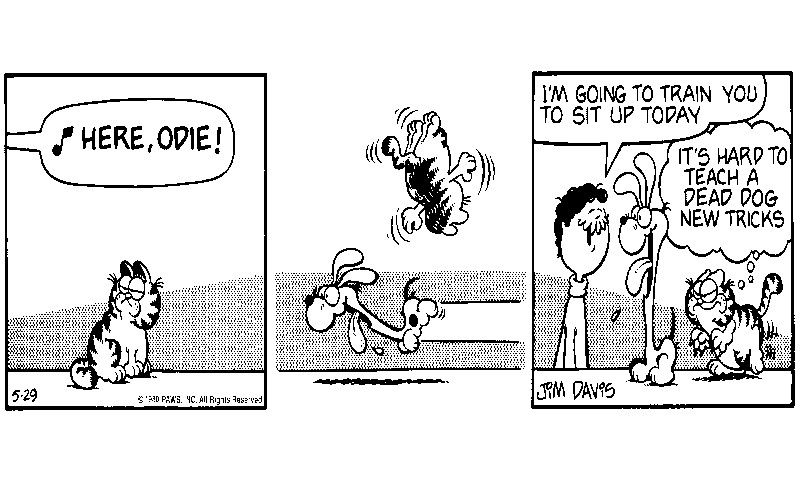 ♪ HERE, ODIE!
5-29
© 1980 PAWS, INC. All Rights Reserved
I'M GOING TO TRAIN YOU
TO SIT UP TODAY
IT'S HARD TO
TEACH A
DEAD DOG
NEW TRICKS
JIM DAVIS